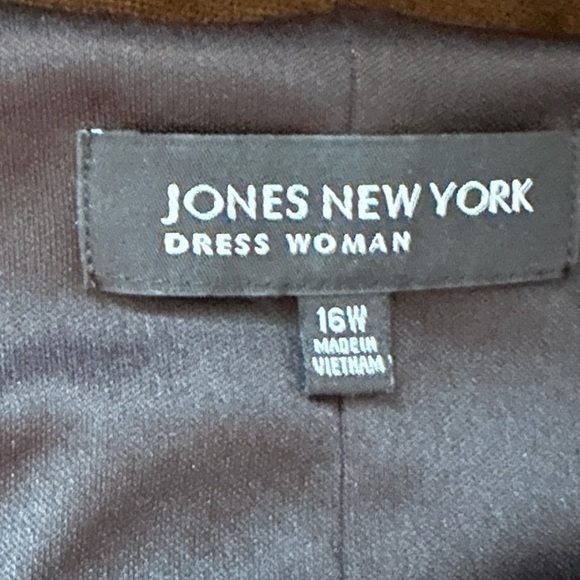 JONES NEW YORK
DRESS WOMAN
16W
MADE IN
VIETNAM